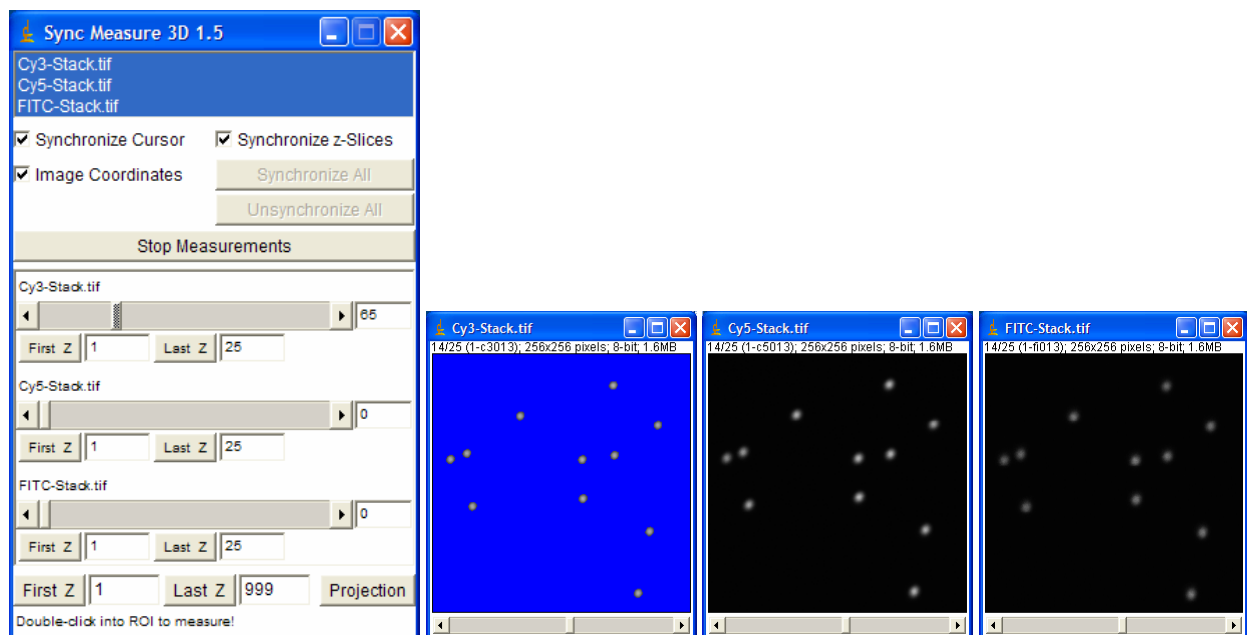 Sync Measure 3D 1.5
Cy3-Stack.tif
Cy5-Stack.tif
FITC-Stack.tif
Synchronize Cursor Synchronize z-Slices
Image Coordinates Synchronize All
Unsynchronize All
Stop Measurements
Cy3-Stack.tif
65
First Z 1 Last Z 25
Cy5-Stack.tif
0
First Z 1 Last Z 25
FITC-Stack.tif
0
First Z 1 Last Z 25
First Z 1 Last Z 999 Projection
Double-click into ROI to measure!
Cy3-Stack.tif
14/25 (1-c3013); 256x256 pixels; 8-bit; 1.6MB
Cy5-Stack.tif
14/25 (1-c5013); 256x256 pixels; 8-bit; 1.6MB
FITC-Stack.tif
14/25 (1-fi013); 256x256 pixels; 8-bit; 1.6MB